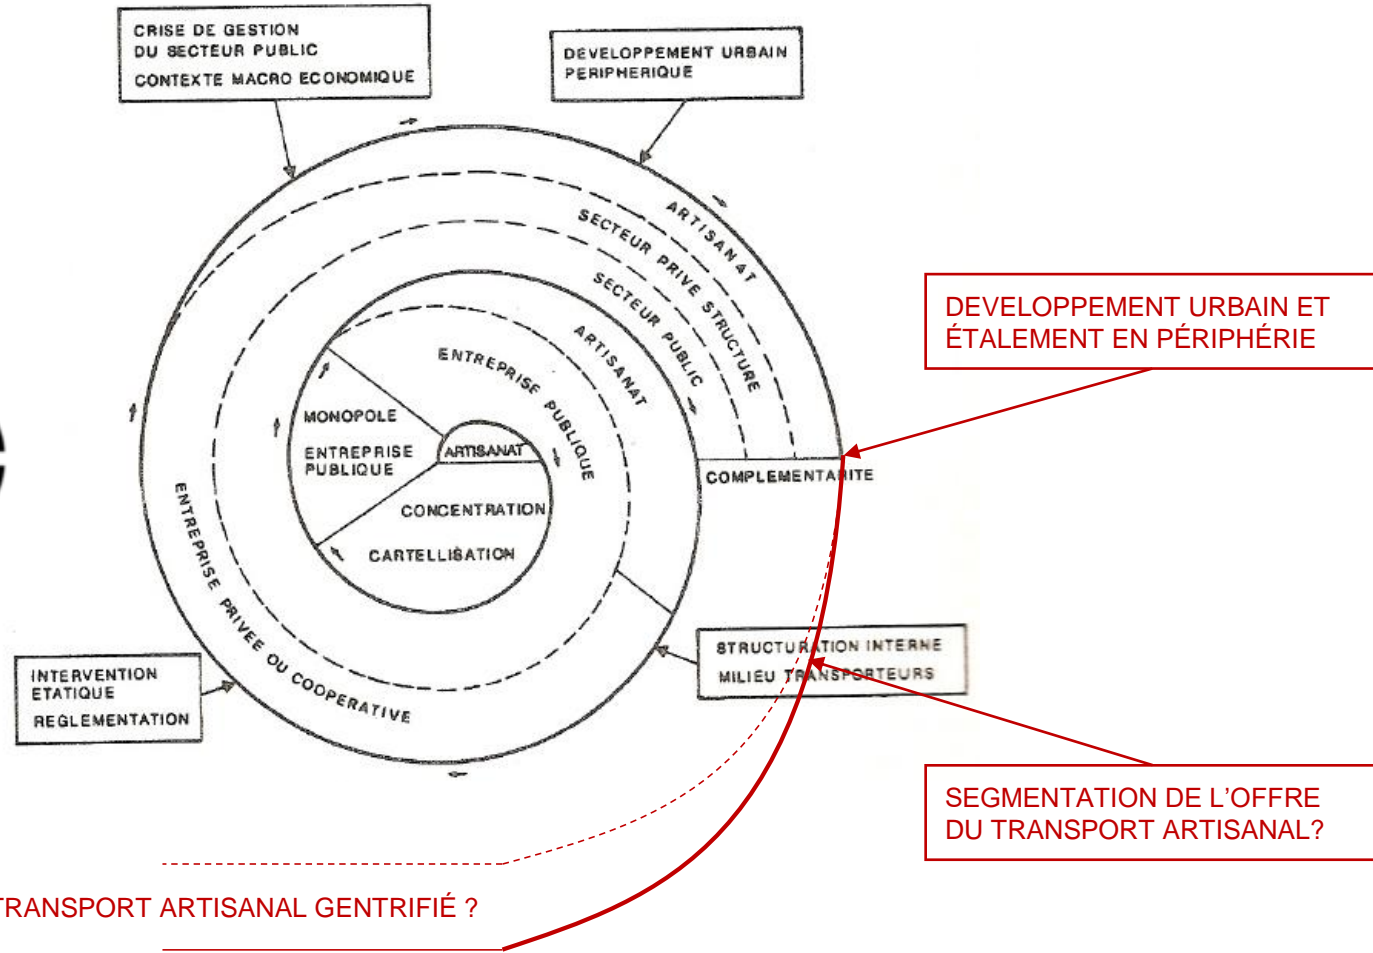 CRISE DE GESTION
DU SECTEUR PUBLIC
CONTEXTE MACRO ECONOMIQUE
DEVELOPPEMENT URBAIN
PERIPHERIQUE
ARTISANAT
SECTEUR PRIVE STRUCTURE
SECTEUR PUBLIC
ARTISANAT
ENTREPRISE PUBLIQUE
DEVELOPPEMENT URBAIN ET
ÉTALEMENT EN PÉRIPHÉRIE
MONOPOLE
ENTREPRISE
PUBLIQUE
ARTISANAT
COMPLEMENTARITE
CONCENTRATION
CARTELLISATION
ENTREPRISE PRIVEE OU COOPERATIVE
STRUCTURATION INTERNE
MILIEU TRANSPORTEURS
INTERVENTION
ETATIQUE
REGLEMENTATION
SEGMENTATION DE L'OFFRE
DU TRANSPORT ARTISANAL?
TRANSPORT ARTISANAL GENTRIFIÉ ?